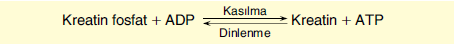 Kasılma
Kreatin fosfat + ADP ⇄ Kreatin + ATP
Dinlenme